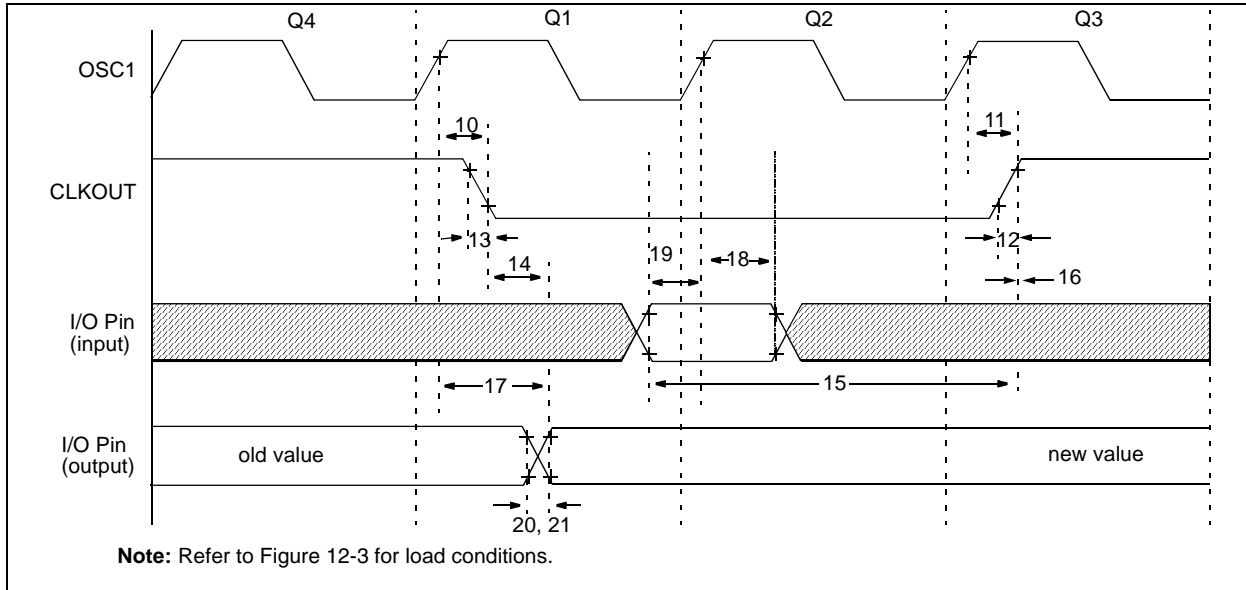 Q4 Q1 Q2 Q3
OSC1
10 11
CLKOUT
13 12
14 19 18 16
I/O Pin
(input)
17 15
I/O Pin
(output)
old value new value
20, 21
Note: Refer to Figure 12-3 for load conditions.